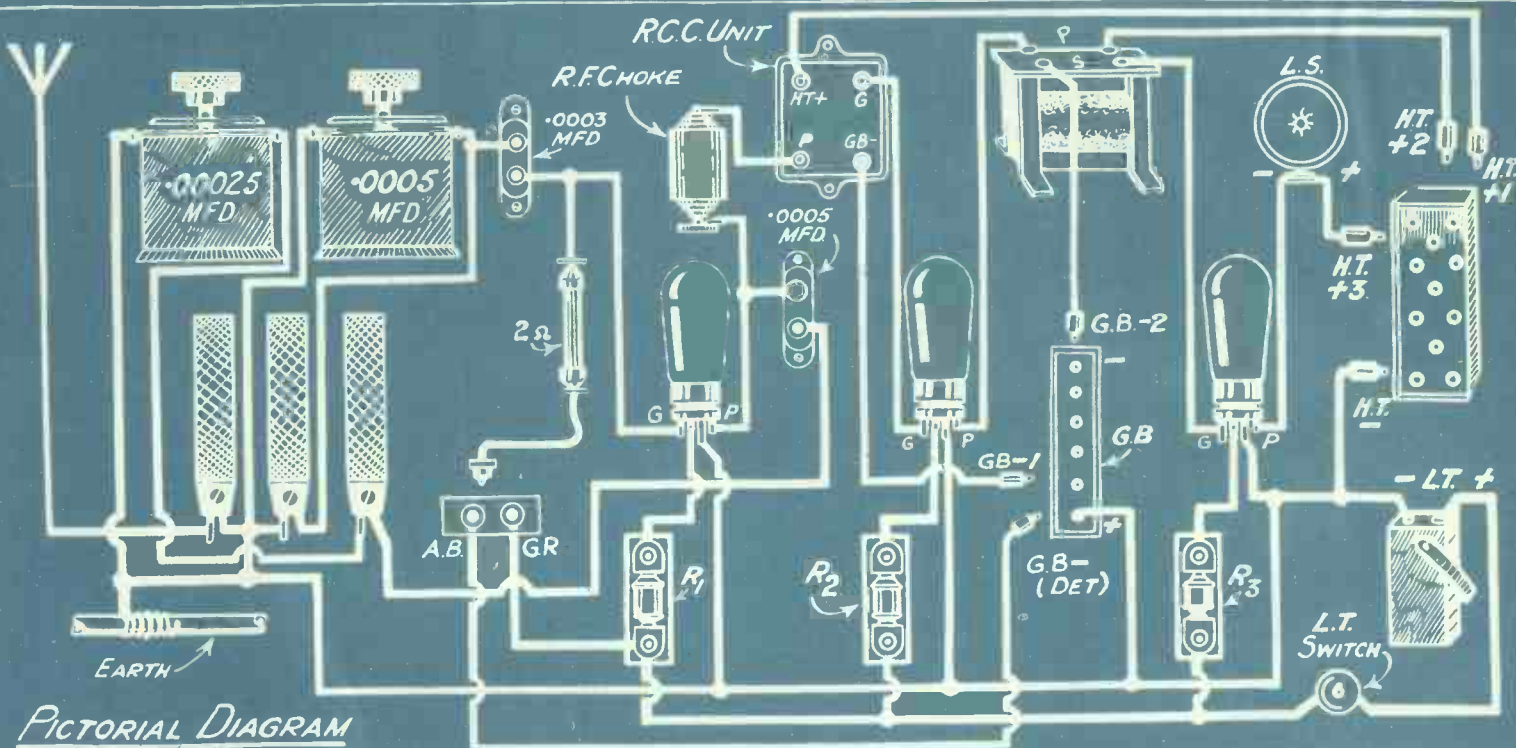 R.C.C. UNIT
R.F. CHOKE
HT+
G
P
GB-
P
S
L.S.
-
+
H.T.
+2
H.T.
+1
H.T.
+3
H.T.
-
·00025
MFD
·0005
MFD
·0003
MFD
·0005
MFD.
2Ω
G
P
G
P
G
P
G.B.-2
-
G.B
GB-1
+
G.B-
(DET)
A.B.
G.R
R1
R2
R3
- L.T. +
L.T.
SWITCH
EARTH
PICTORIAL DIAGRAM